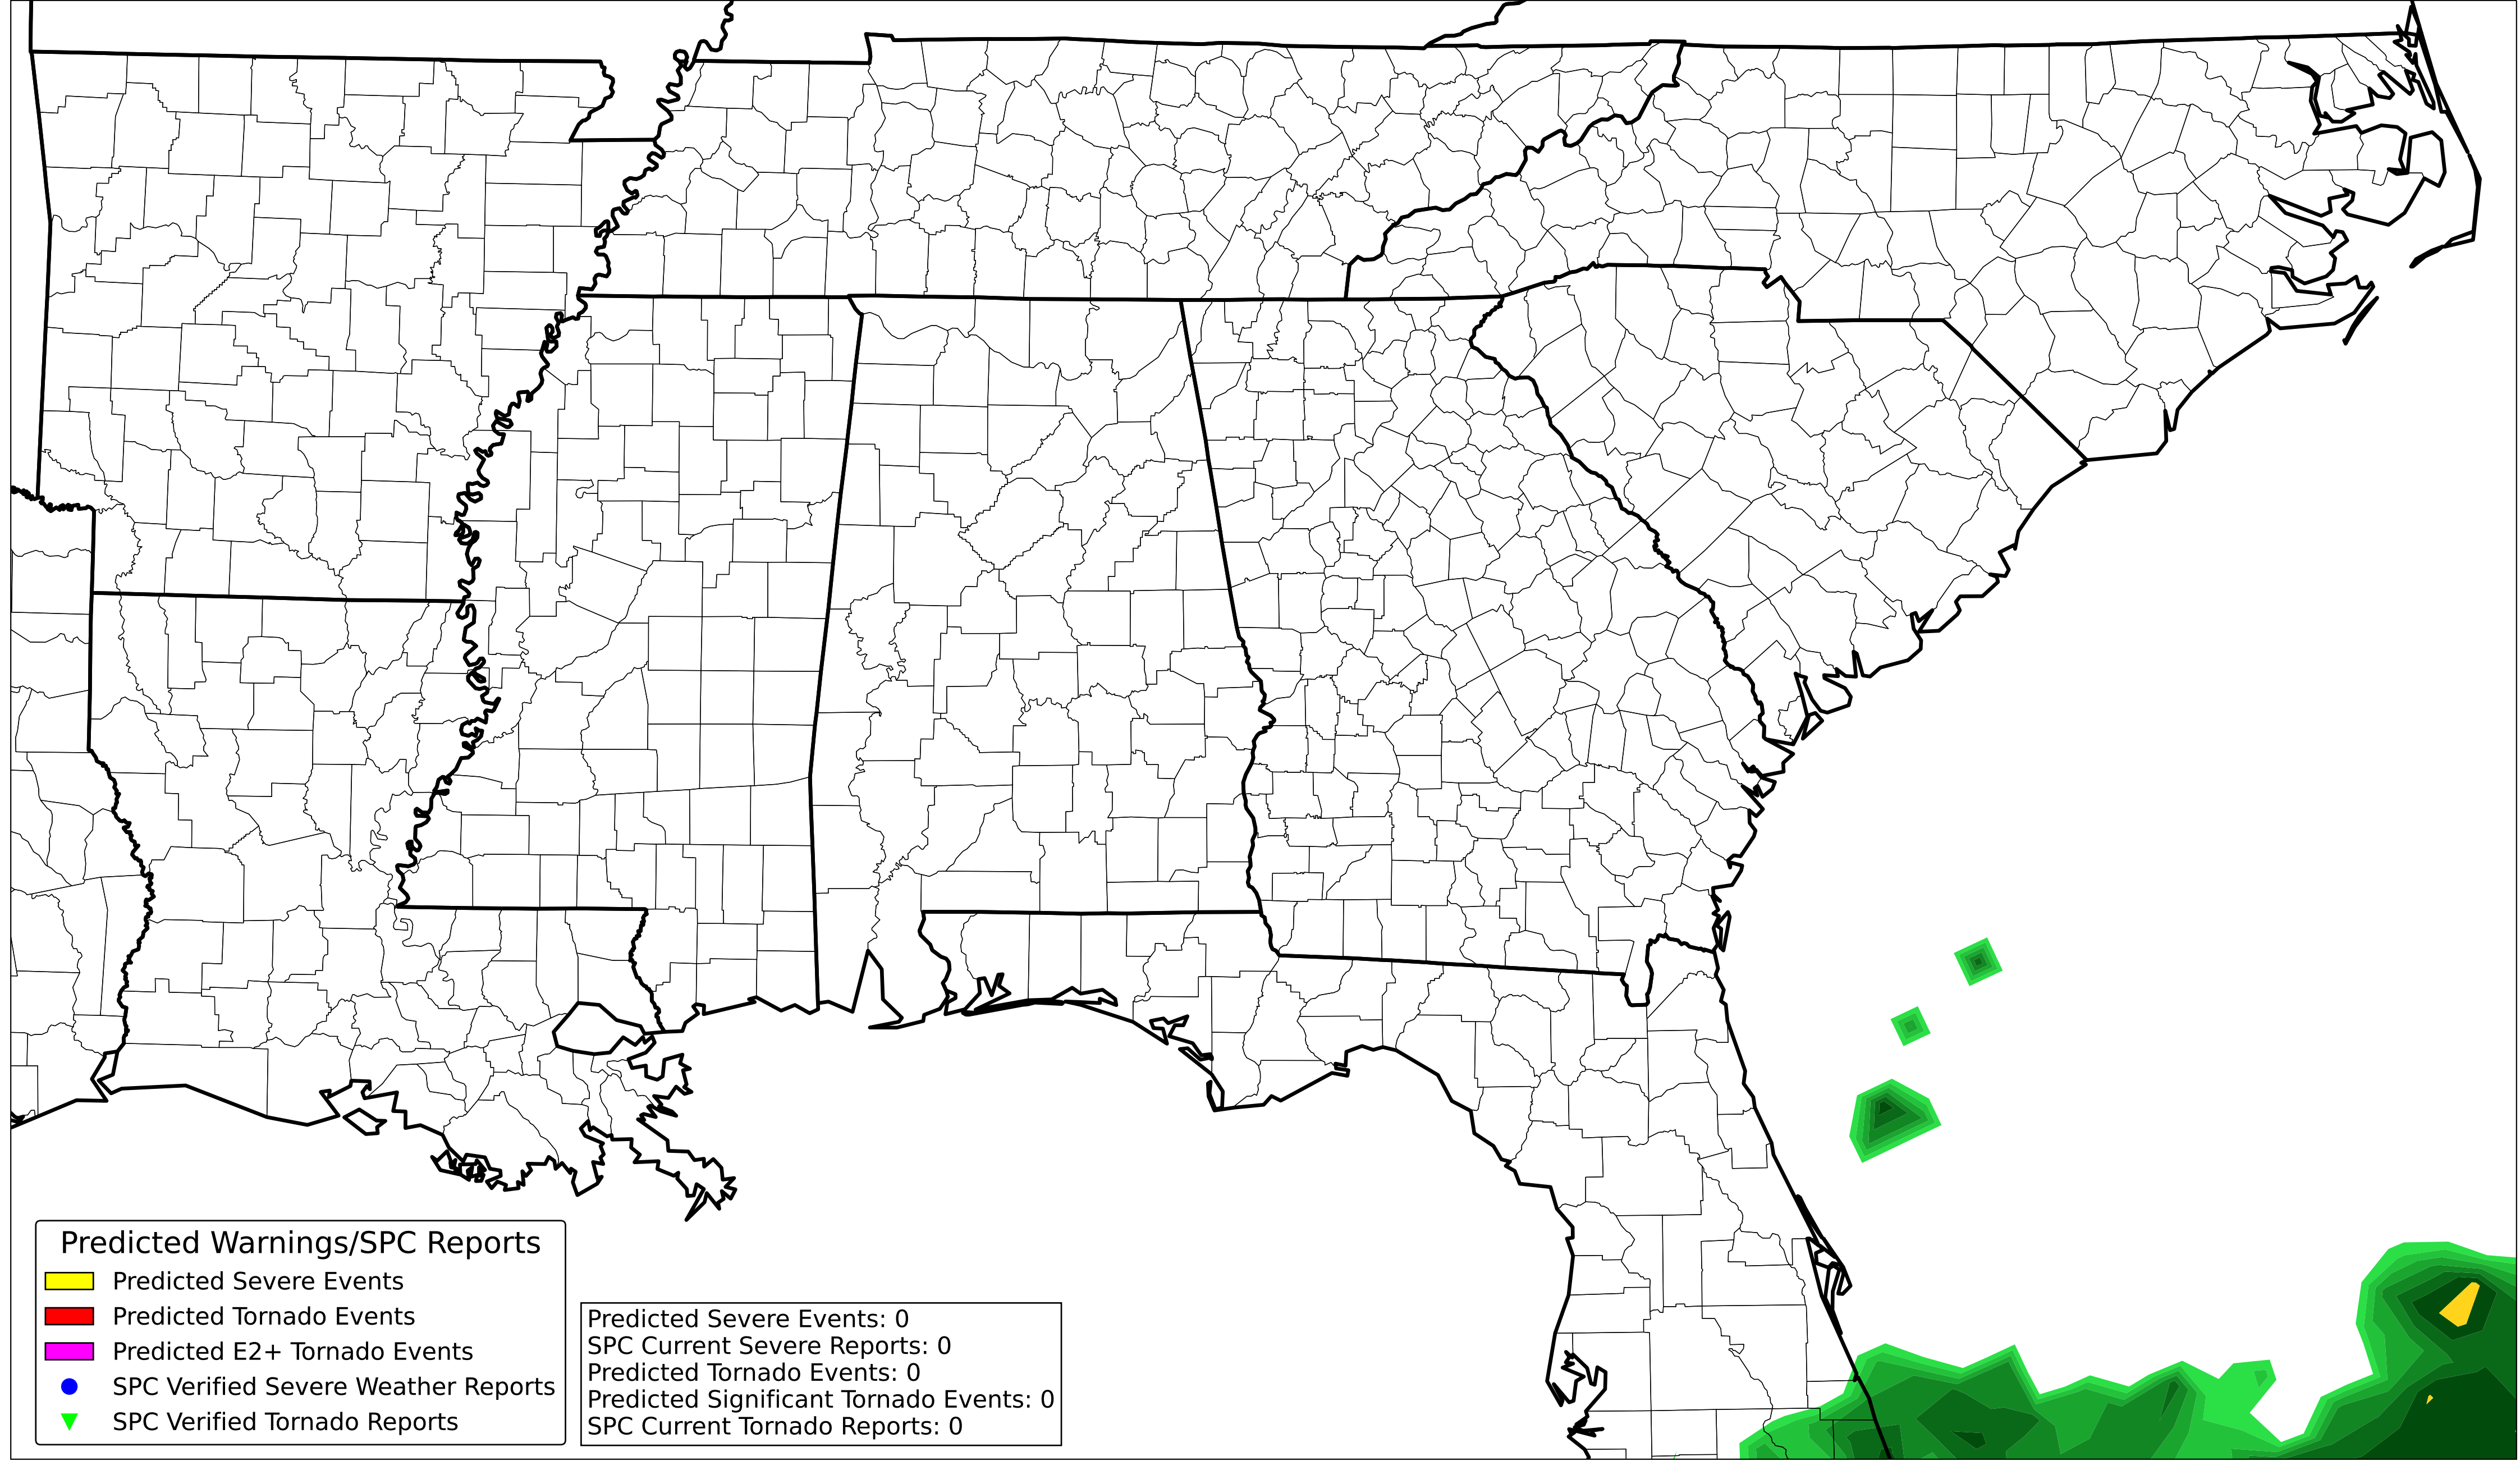 Predicted Warnings/SPC Reports
Predicted Severe Events
Predicted Tornado Events
Predicted E2+ Tornado Events
SPC Verified Severe Weather Reports
SPC Verified Tornado Reports
Predicted Severe Events: 0
SPC Current Severe Reports: 0
Predicted Tornado Events: 0
Predicted Significant Tornado Events: 0
SPC Current Tornado Reports: 0